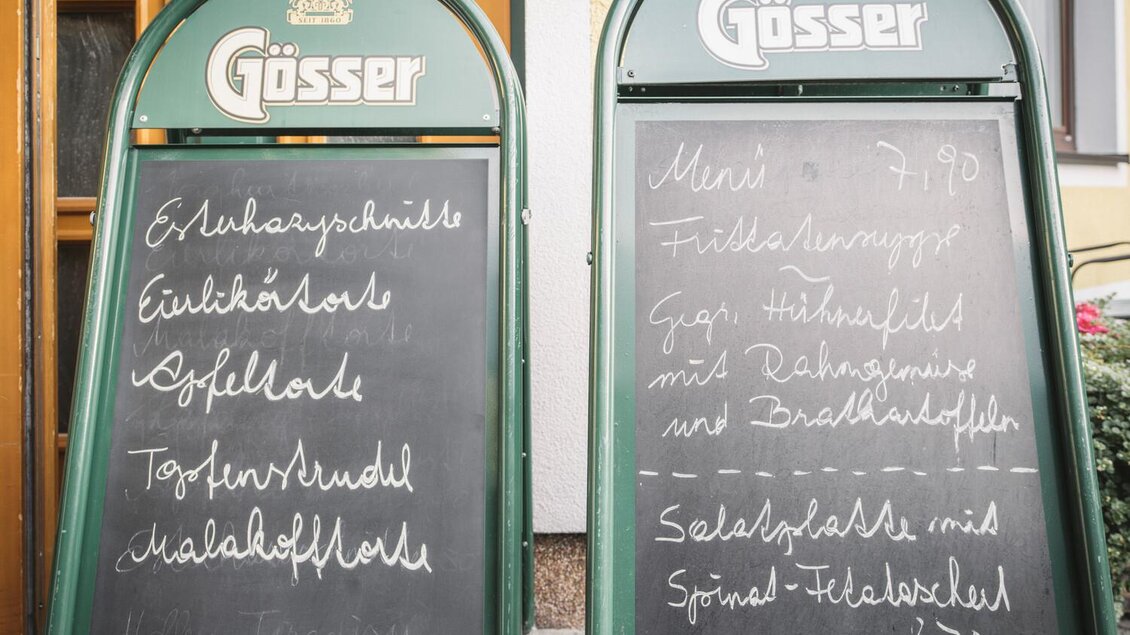 SEIT 1860
Gösser
Esterhazyschnitte
Eierlikörtorte
Apfeltorte
Topfenstrudel
Malakofftorte
Gösser
Menü 7,90
Frittatensuppe
~
Gegr. Hühnerfilet
mit Rahmgemüse
und Bratkartoffeln
Salatplatte mit
Spinat-Fetatascherl